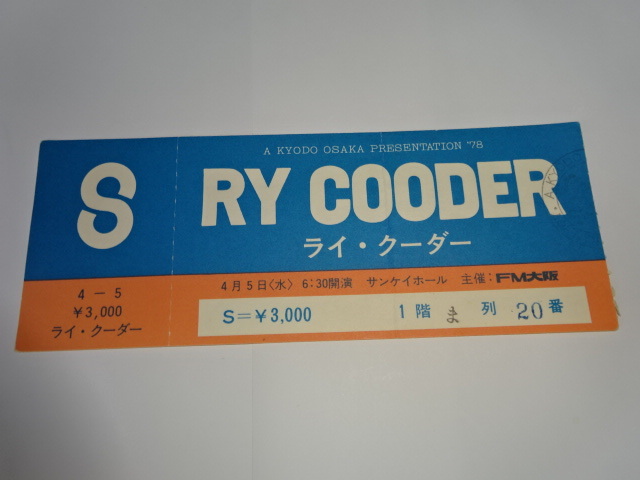 S
4－5
￥3,000
ライ・クーダー
A KYODO OSAKA PRESENTATION '78
RY COODER
ライ・クーダー
4月5日〈水〉6:30開演 サンケイホール 主催:FM大阪
S＝￥3,000 1階 ま 列 20 番